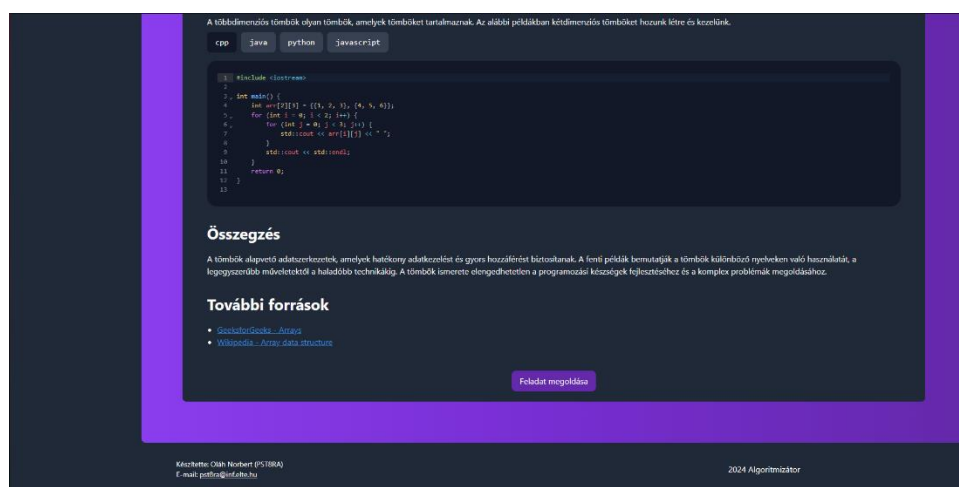 A többdimenziós tömbök olyan tömbök, amelyek tömböket tartalmaznak. Az alábbi példákban kétdimenziós tömböket hozunk létre és kezelünk.
cpp java python javascript
1 #include <iostream>
2
3 int main() {
4 int arr[2][3] = {{1, 2, 3}, {4, 5, 6}};
5 for (int i = 0; i < 2; i++) {
6 for (int j = 0; j < 3; j++) {
7 std::cout << arr[i][j] << " ";
8 }
9 std::cout << std::endl;
10 }
11 return 0;
12 }
13
Összegzés
A tömbök alapvető adatszerkezetek, amelyek hatékony adatkezelést és gyors hozzáférést biztosítanak. A fenti példák bemutatják a tömbök különböző nyelveken való használatát, a
legegyszerűbb műveletektől a haladóbb technikákig. A tömbök ismerete elengedhetetlen a programozási készségek fejlesztéséhez és a komplex problémák megoldásához.
További források
GeeksforGeeks - Arrays
Wikipedia - Array data structure
Feladat megoldása
Készítette: Oláh Norbert (PST8RA)
E-mail: pst8ra@inf.elte.hu
2024 Algoritmizátor